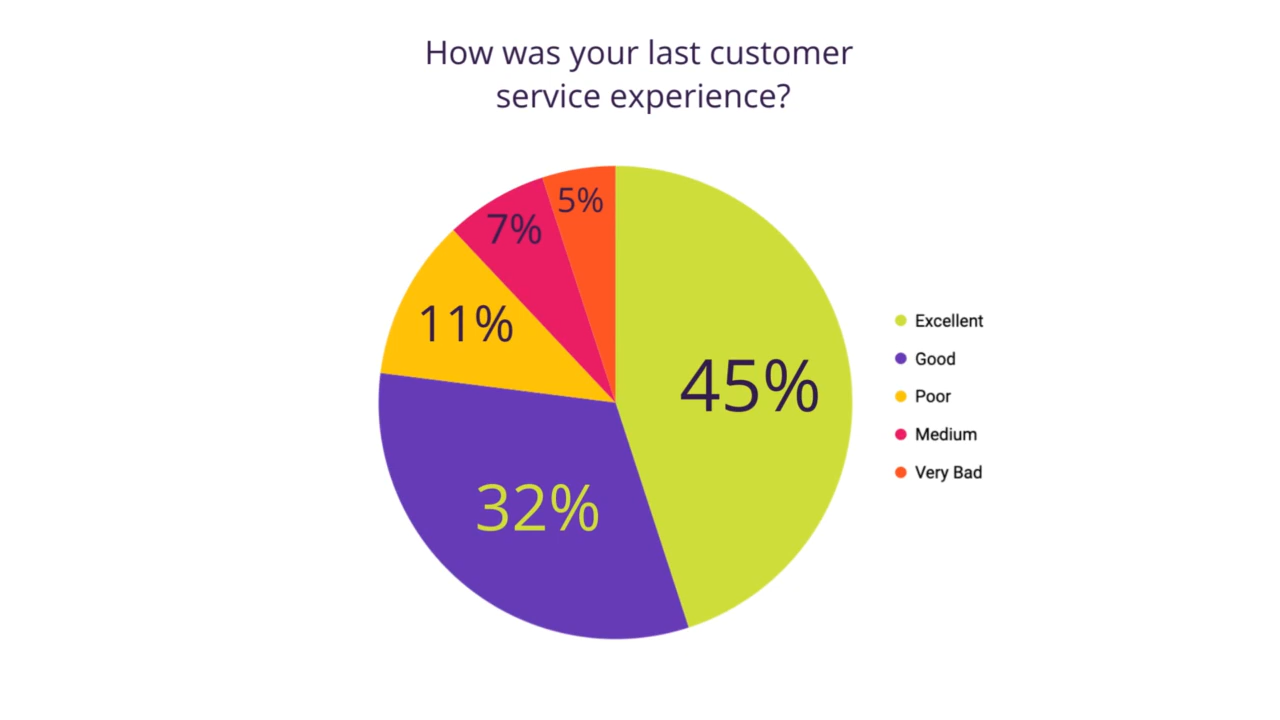 How was your last customer
service experience?
5%
7%
11%
45%
32%
Excellent
Good
Poor
Medium
Very Bad